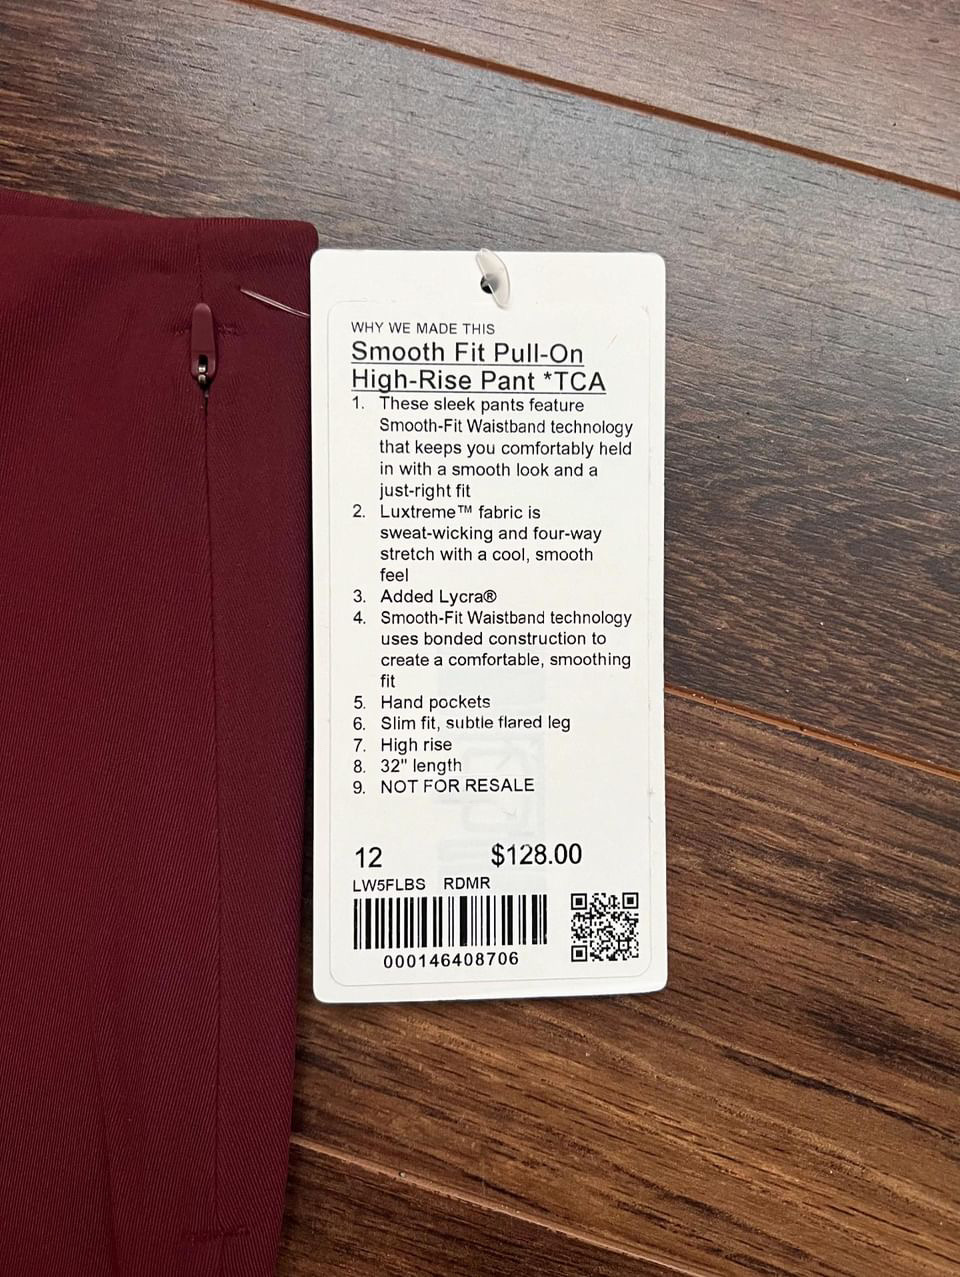 WHY WE MADE THIS
Smooth Fit Pull-On
High-Rise Pant *TCA
1. These sleek pants feature
Smooth-Fit Waistband technology
that keeps you comfortably held
in with a smooth look and a
just-right fit
2. Luxtreme™ fabric is
sweat-wicking and four-way
stretch with a cool, smooth
feel
3. Added Lycra®
4. Smooth-Fit Waistband technology
uses bonded construction to
create a comfortable, smoothing
fit
5. Hand pockets
6. Slim fit, subtle flared leg
7. High rise
8. 32" length
9. NOT FOR RESALE
12 $128.00
LW5FLBS RDMR
000146408706